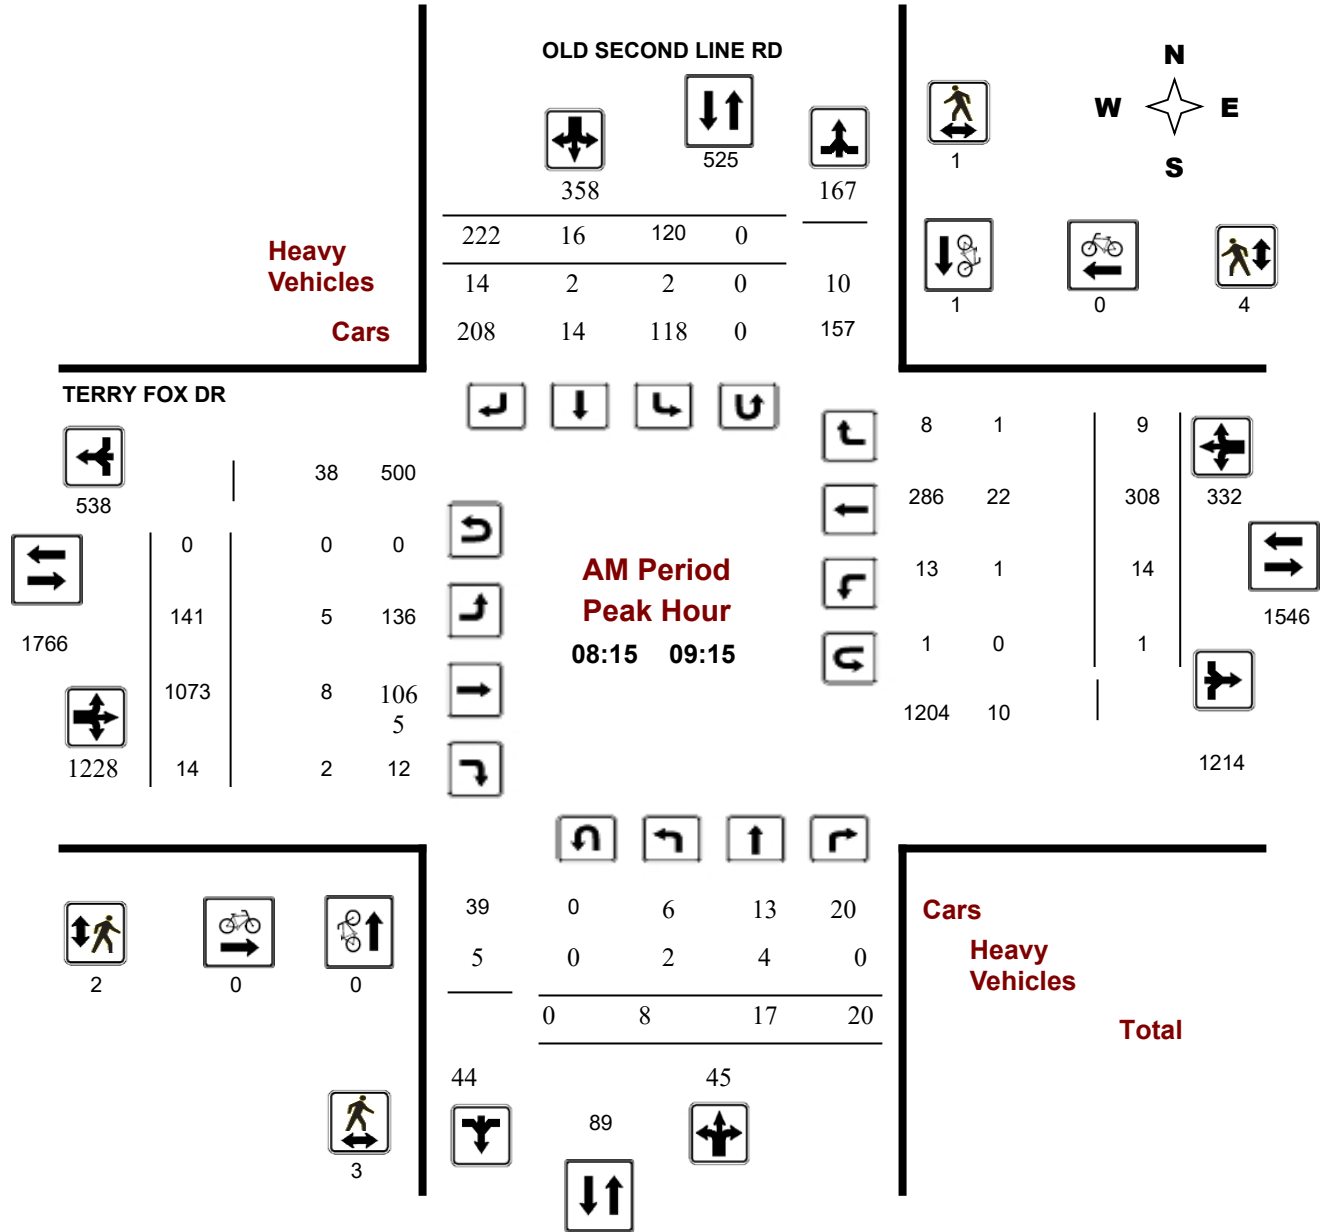 OLD SECOND LINE RD
N
W E
S
525
1
358 167
222 16 120 0
Heavy
Vehicles
14 2 2 0 10
1 0 4
Cars
208 14 118 0 157
TERRY FOX DR
8 1 9
38 500
538
286 22 308 332
0 0 0
AM Period
Peak Hour
08:15 09:15
13 1 14
141 5 136
1546
1766
1 0 1
1073 8 106
5
1204 10
1228 14 2 12
1214
39 0 6 13 20
Cars
5 0 2 4 0
Heavy
Vehicles
2 0 0
0 8 17 20
Total
44 45
89
3